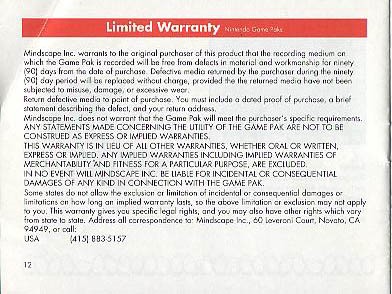 Limited Warranty Nintendo Game Paks
Mindscape Inc. warrants to the original purchaser of this product that the recording medium on
which the Game Pak is recorded will be free from defects in material and workmanship for ninety
(90) days from the date of purchase. Defective media returned by the purchaser during the ninety
(90) day period will be replaced without charge, provided the the returned media have not been
subjected to misuse, damage, or excessive wear.
Return defective media to point of purchase. You must include a dated proof of purchase, a brief
statement describing the defect, and your return address.
Mindscape Inc. does not warrant that the Game Pak will meet the purchaser's specific requirements.
ANY STATEMENTS MADE CONCERNING THE UTILITY OF THE GAME PAK ARE NOT TO BE
CONSTRUED AS EXPRESS OR IMPLIED WARRANTIES.
THIS WARRANTY IS IN LIEU OF ALL OTHER WARRANTIES, WHETHER ORAL OR WRITTEN,
EXPRESS OR IMPLIED. ANY IMPLIED WARRANTIES INCLUDING IMPLIED WARRANTIES OF
MERCHANTABILITY AND FITNESS FOR A PARTICULAR PURPOSE, ARE EXCLUDED.
IN NO EVENT WILL MINDSCAPE INC. BE LIABLE FOR INCIDENTAL OR CONSEQUENTIAL
DAMAGES OF ANY KIND IN CONNECTION WITH THE GAME PAK.
Some states do not allow the exclusion or limitation of incidental or consequential damages or
limitations on how long an implied warranty lasts, so the above limitation or exclusion may not apply
to you. This warranty gives you specific legal rights, and you may also have other rights which vary
from state to state. Address all correspondence to: Mindscape Inc., 60 Leveroni Court, Novato, CA
94949, or call:
USA (415) 883-5157
12